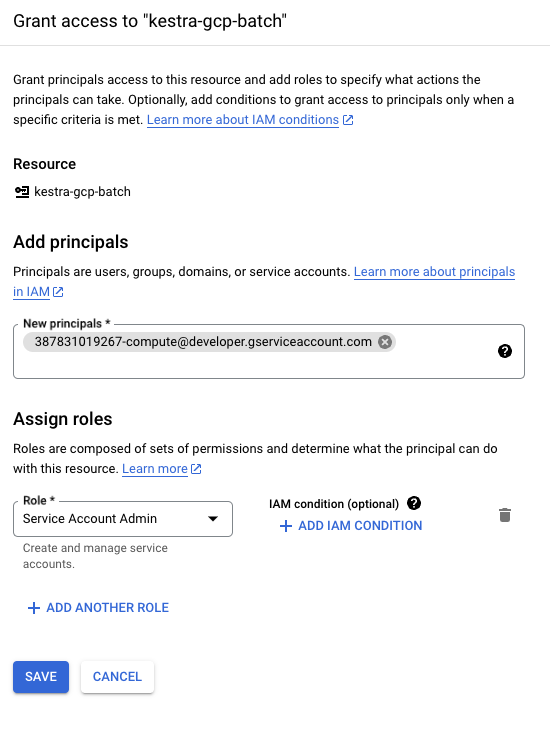 Grant access to "kestra-gcp-batch"
Grant principals access to this resource and add roles to specify what actions the
principals can take. Optionally, add conditions to grant access to principals only when a
specific criteria is met. Learn more about IAM conditions
Resource
kestra-gcp-batch
Add principals
Principals are users, groups, domains, or service accounts. Learn more about principals
in IAM
New principals *
387831019267-compute@developer.gserviceaccount.com
Assign roles
Roles are composed of sets of permissions and determine what the principal can do
with this resource. Learn more
Role *
Service Account Admin
IAM condition (optional)
+ ADD IAM CONDITION
Create and manage service
accounts.
+ ADD ANOTHER ROLE
SAVE
CANCEL